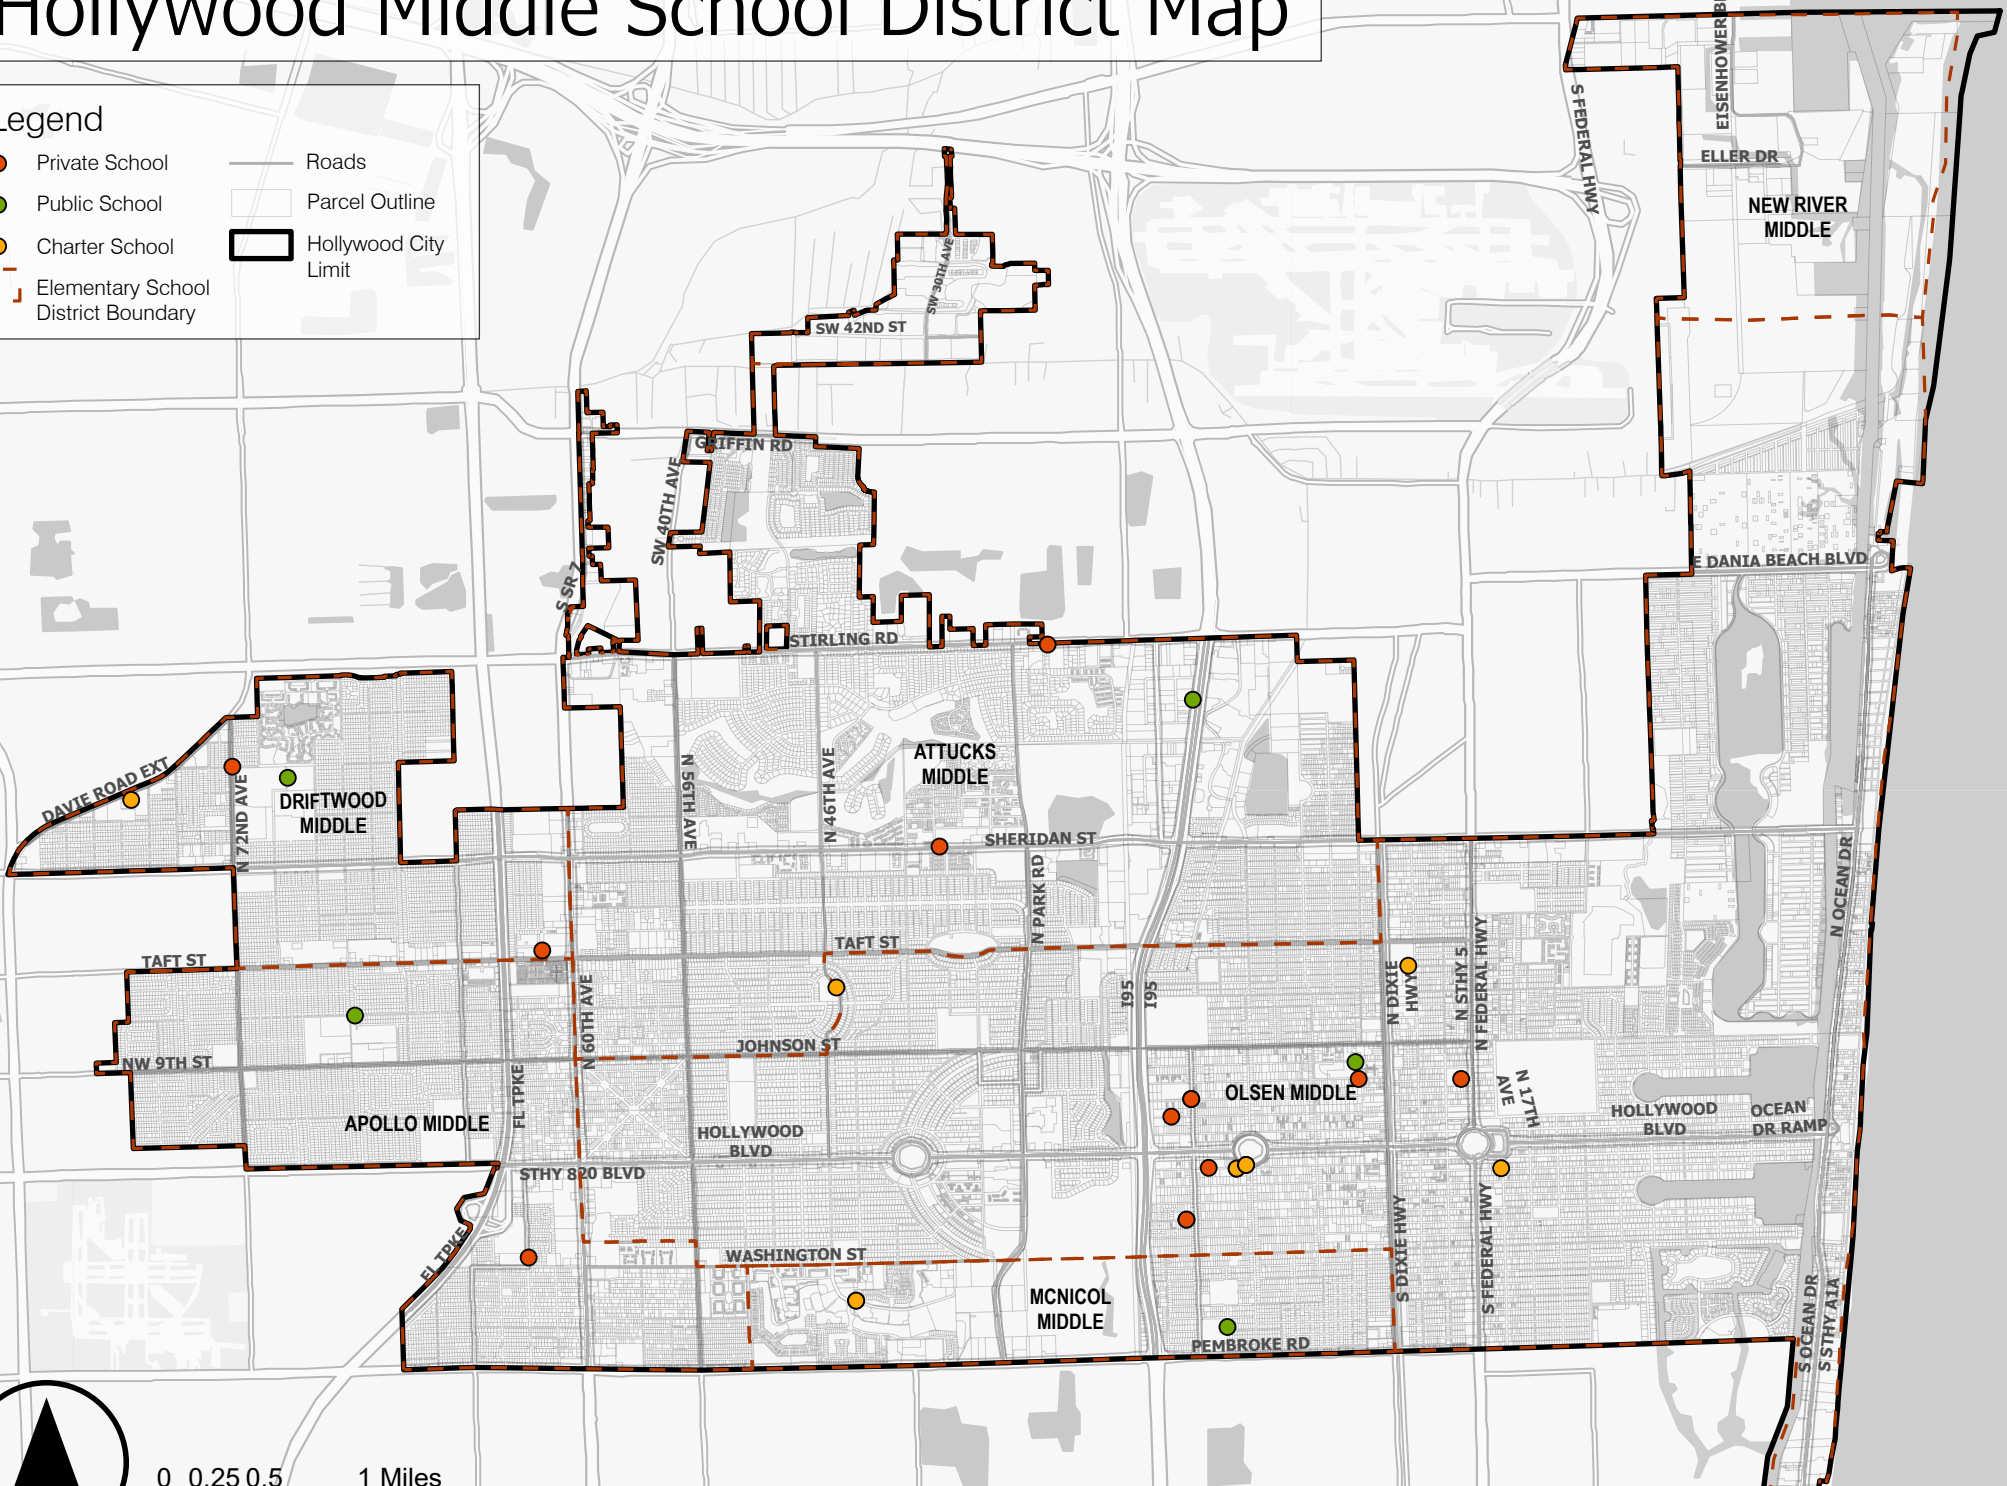 Hollywood Middle School District Map
Legend
Private School
Public School
Charter School
Elementary School
District Boundary
Roads
Parcel Outline
Hollywood City
Limit
S FEDERAL HWY
ELLER DR
NEW RIVER
MIDDLE
SW 30TH AVE
SW 42ND ST
GRIFFIN RD
SW 40TH AVE
S SR 7
E DANIA BEACH BLVD
STIRLING RD
DAVIE ROAD EXT
N 72ND AVE
DRIFTWOOD
MIDDLE
N 56TH AVE
N 46TH AVE
ATTUCKS
MIDDLE
SHERIDAN ST
N PARK RD
N OCEAN DR
TAFT ST
TAFT ST
N 60TH AVE
I95
I95
N DIXIE
HWY
N STHY 5
N FEDERAL HWY
JOHNSON ST
NW 9TH ST
FL TPKE
APOLLO MIDDLE
OLSEN MIDDLE
N 17TH
AVE
HOLLYWOOD
BLVD
OCEAN
DR RAMP
HOLLYWOOD
BLVD
STHY 820 BLVD
FL TPKE
WASHINGTON ST
S DIXIE HWY
S FEDERAL HWY
MCNICOL
MIDDLE
PEMBROKE RD
S OCEAN DR
S STHY A1A
0 0.25 0.5 1 Miles